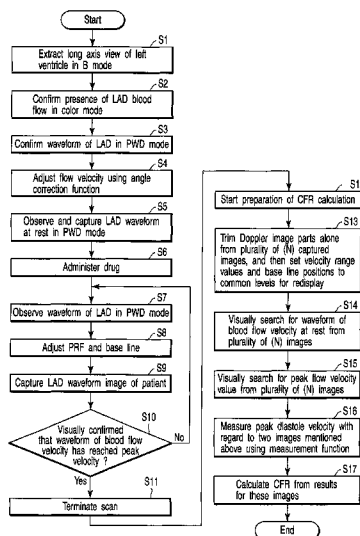 Start
S1
Extract long axis view of left
ventricle in B mode
S2
Confirm presence of LAD blood
flow in color mode
S3
Confirm waveform of LAD in PWD mode
S4
Adjust flow velocity using angle
correction function
S5
Observe and capture LAD waveform
at rest in PWD mode
S6
Administer drug
S7
Observe waveform of LAD in PWD mode
S8
Adjust PRF and base line
S9
Capture LAD waveform image of patient
S10
Visually confirmed
that waveform of blood flow
velocity has reached peak
velocity ?
No
Yes
S11
Terminate scan
S1
Start preparation of CFR calculation
S13
Trim Doppler image parts alone
from plurality of (N) captured
images, and then set velocity range
values and base line positions to
common levels for redisplay
S14
Visually search for waveform of
blood flow velocity at rest from
plurality of (N) images
S15
Visually search for peak flow velocity
value from plurality of (N) images
S16
Measure peak diastole velocity with
regard to two images mentioned
above using measurement function
S17
Calculate CFR from results
for these images
End